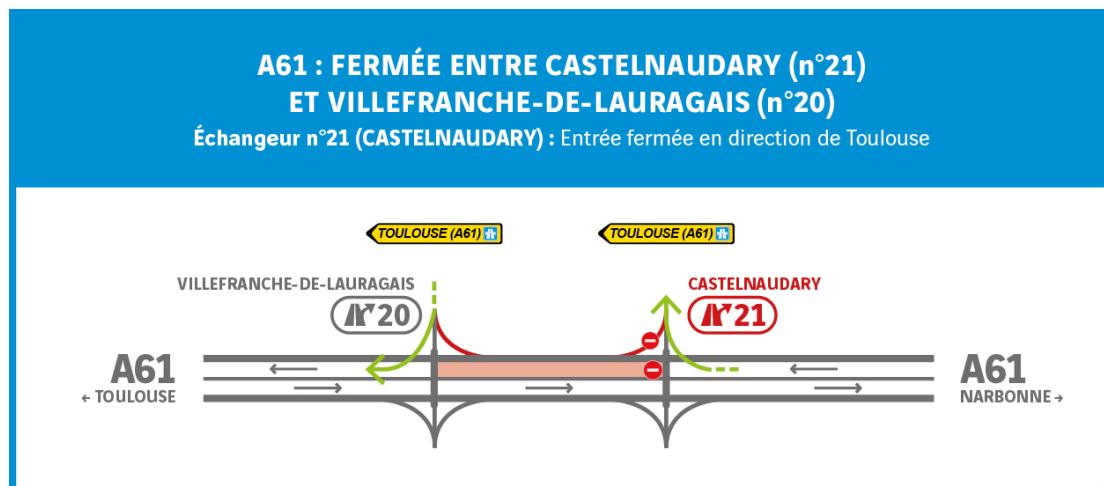 A61 : FERMÉE ENTRE CASTELNAUDARY (n°21)
ET VILLEFRANCHE-DE-LAURAGAIS (n°20)
Échangeur n°21 (CASTELNAUDARY) : Entrée fermée en direction de Toulouse
TOULOUSE (A61)
TOULOUSE (A61)
VILLEFRANCHE-DE-LAURAGAIS
20
CASTELNAUDARY
21
A61
← TOULOUSE
A61
NARBONNE →